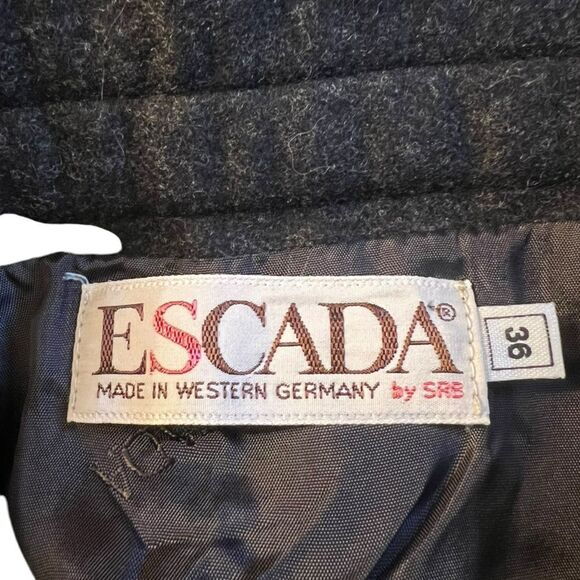 ESCADA®
MADE IN WESTERN GERMANY by SRB
36